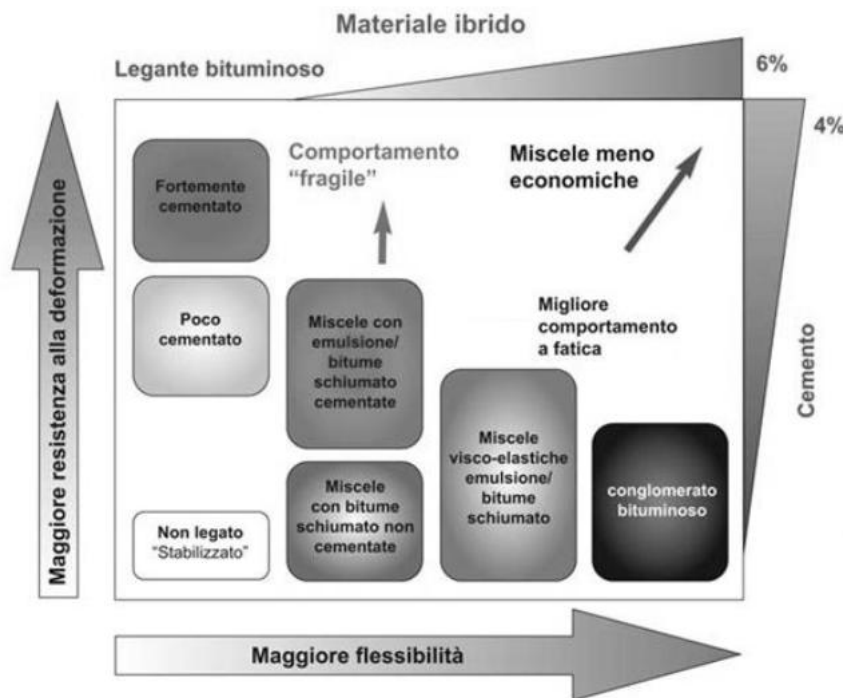 Materiale ibrido
Legante bituminoso
6%
4%
Cemento
Maggiore resistenza alla deformazione
Fortemente
cementato
Comportamento
"fragile"
Miscele meno
economiche
Poco
cementato
Miscele con
emulsione/
bitume
schiumato
cementate
Migliore
comportamento
a fatica
Non legato
"Stabilizzato"
Miscele
con bitume
schiumato non
cementate
Miscele
visco-elastiche
emulsione/
bitume
schiumato
conglomerato
bituminoso
Maggiore flessibilità